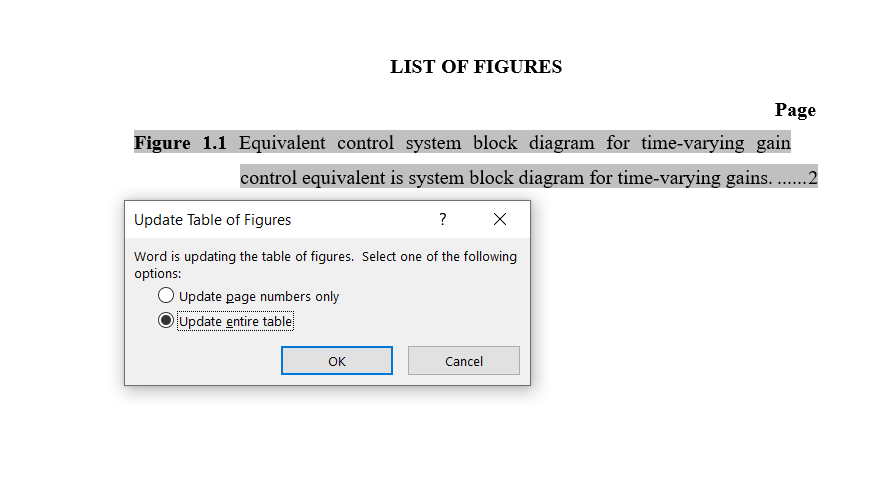 LIST OF FIGURES
Page
Figure 1.1 Equivalent control system block diagram for time-varying gain
control equivalent is system block diagram for time-varying gains. ......2
Update Table of Figures ?
Word is updating the table of figures. Select one of the following
options:
Update page numbers only
Update entire table
OK Cancel